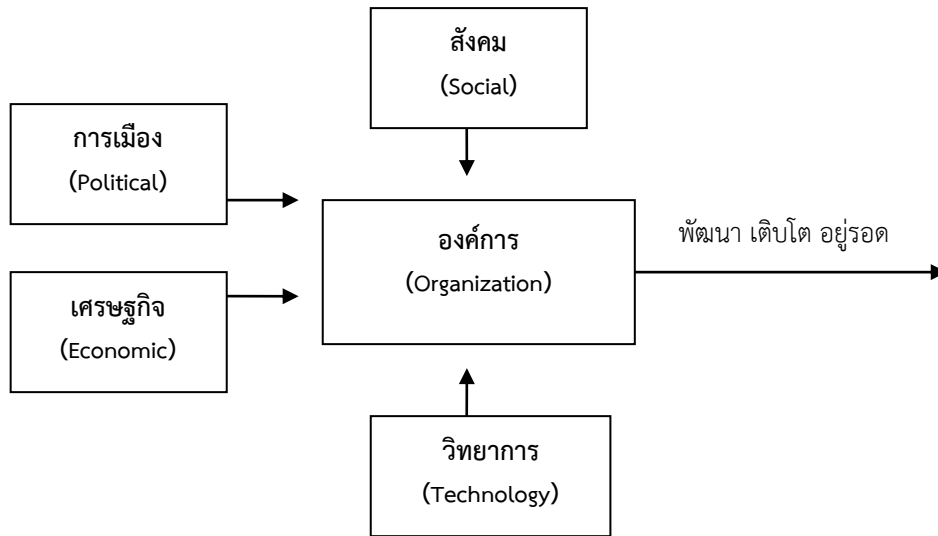 สังคม
(Social)
การเมือง
(Political)
องค์การ
(Organization)
พัฒนา เติบโต อยู่รอด
เศรษฐกิจ
(Economic)
วิทยาการ
(Technology)